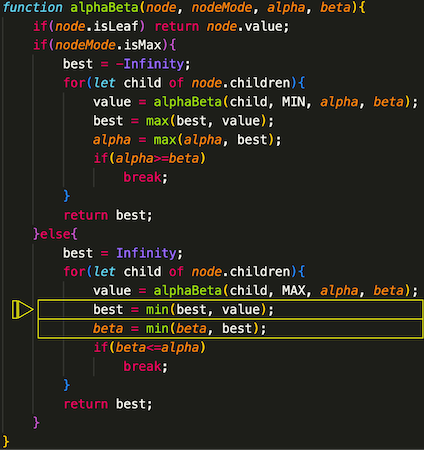 function alphaBeta(node, nodeMode, alpha, beta){
if(node.isLeaf) return node.value;
if(nodeMode.isMax){
best = -Infinity;
for(let child of node.children){
value = alphaBeta(child, MIN, alpha, beta);
best = max(best, value);
alpha = max(alpha, best);
if(alpha>=beta)
break;
}
return best;
}else{
best = Infinity;
for(let child of node.children){
value = alphaBeta(child, MAX, alpha, beta);
best = min(best, value);
beta = min(beta, best);
if(beta<=alpha)
break;
}
return best;
}
}